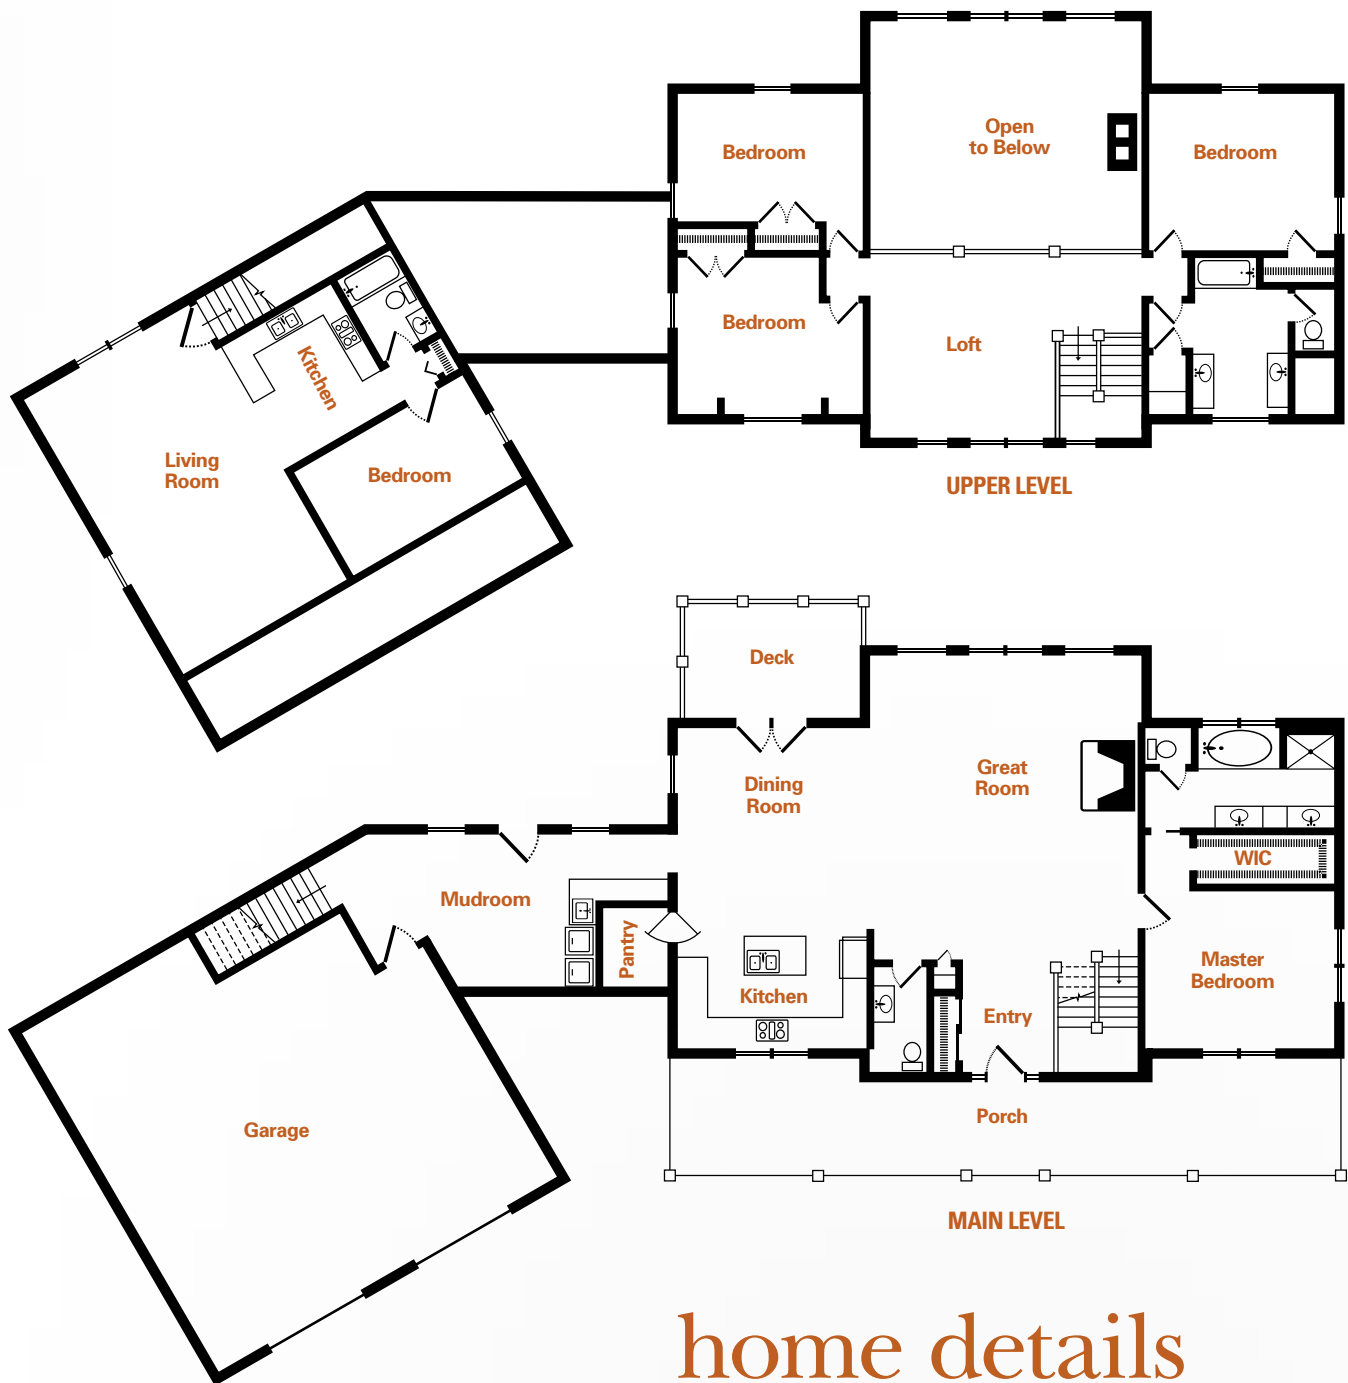 Open
to Below
Bedroom
Bedroom
Bedroom
Loft
Kitchen
Living
Room
Bedroom
UPPER LEVEL
Deck
Dining
Room
Great
Room
WIC
Mudroom
Pantry
Master
Bedroom
Kitchen
Entry
Porch
Garage
MAIN LEVEL
home details